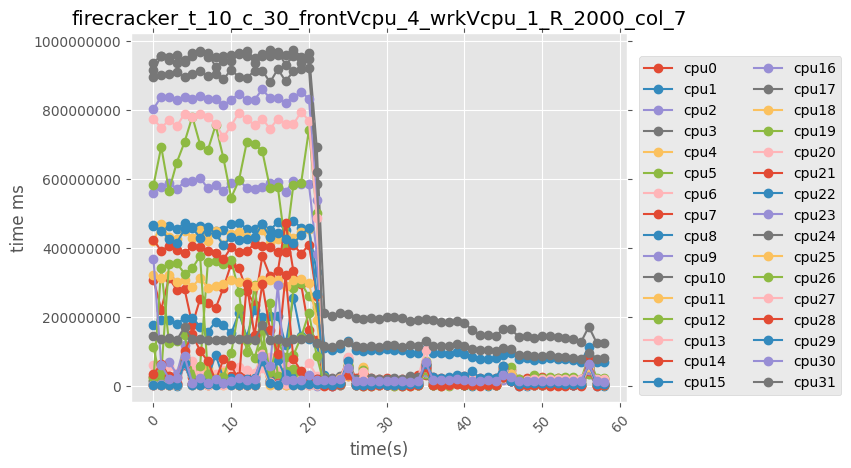 firecracker_t_10_c_30_frontVcpu_4_wrkVcpu_1_R_2000_col_7
1000000000
800000000
600000000
400000000
200000000
0
time ms
0 10 20 30 40 50 60
time(s)
cpu0
cpu1
cpu2
cpu3
cpu4
cpu5
cpu6
cpu7
cpu8
cpu9
cpu10
cpu11
cpu12
cpu13
cpu14
cpu15
cpu16
cpu17
cpu18
cpu19
cpu20
cpu21
cpu22
cpu23
cpu24
cpu25
cpu26
cpu27
cpu28
cpu29
cpu30
cpu31